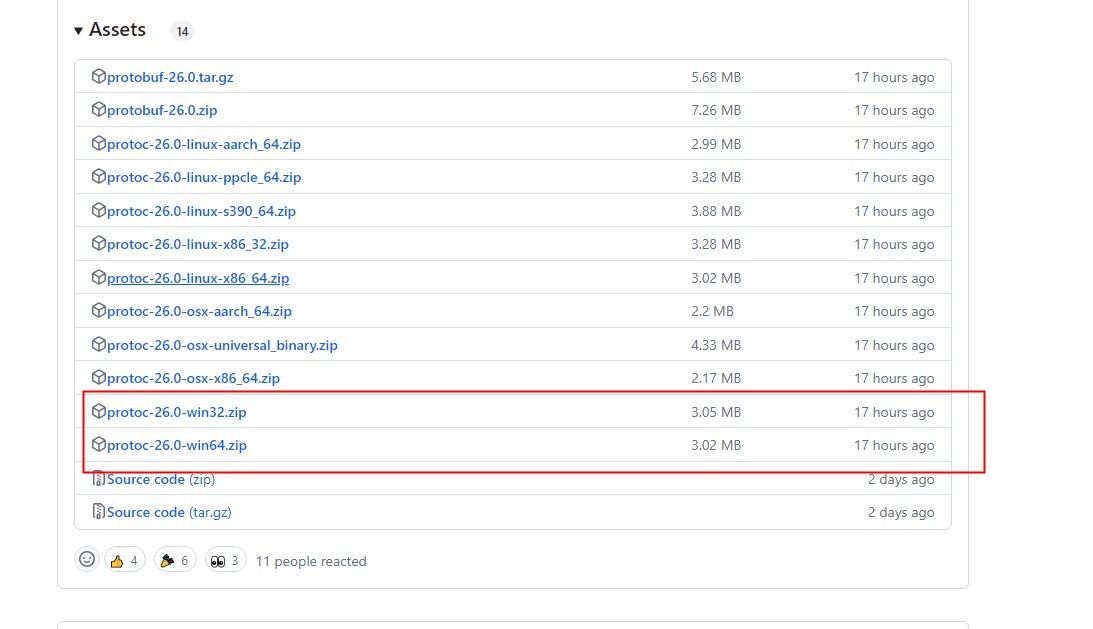 Assets 14
protobuf-26.0.tar.gz 5.68 MB 17 hours ago
protobuf-26.0.zip 7.26 MB 17 hours ago
protoc-26.0-linux-aarch_64.zip 2.99 MB 17 hours ago
protoc-26.0-linux-ppcle_64.zip 3.28 MB 17 hours ago
protoc-26.0-linux-s390_64.zip 3.88 MB 17 hours ago
protoc-26.0-linux-x86_32.zip 3.28 MB 17 hours ago
protoc-26.0-linux-x86_64.zip 3.02 MB 17 hours ago
protoc-26.0-osx-aarch_64.zip 2.2 MB 17 hours ago
protoc-26.0-osx-universal_binary.zip 4.33 MB 17 hours ago
protoc-26.0-osx-x86_64.zip 2.17 MB 17 hours ago
protoc-26.0-win32.zip 3.05 MB 17 hours ago
protoc-26.0-win64.zip 3.02 MB 17 hours ago
Source code (zip) 2 days ago
Source code (tar.gz) 2 days ago
4 6 3 11 people reacted